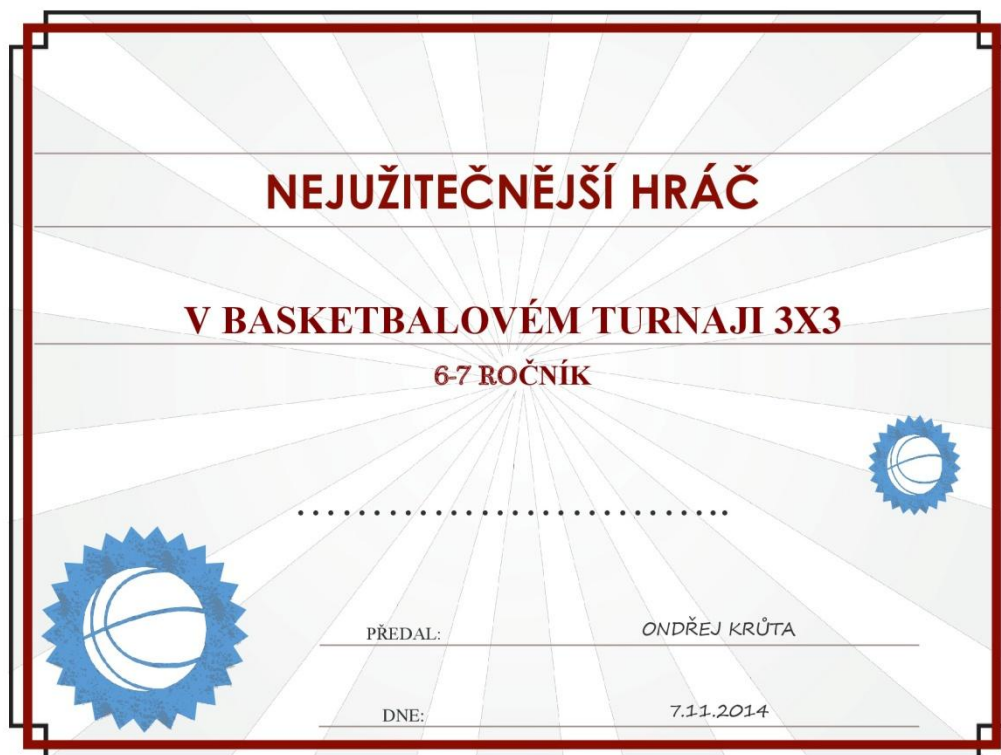 NEJUŽITEČNĚJŠÍ HRÁČ
V BASKETBALOVÉM TURNAJI 3X3
6-7 ROČNÍK
.............................
PŘEDAL: ONDŘEJ KRŮTA
DNE: 7.11.2014